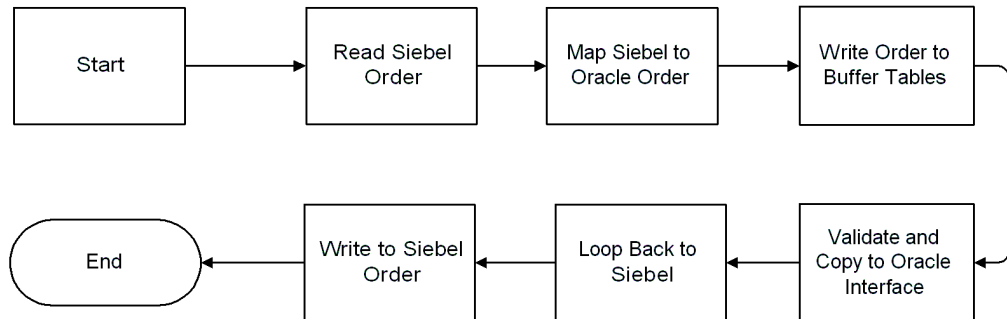 Start
Read Siebel
Order
Map Siebel to
Oracle Order
Write Order to
Buffer Tables
Validate and
Copy to Oracle
Interface
Loop Back to
Siebel
Write to Siebel
Order
End